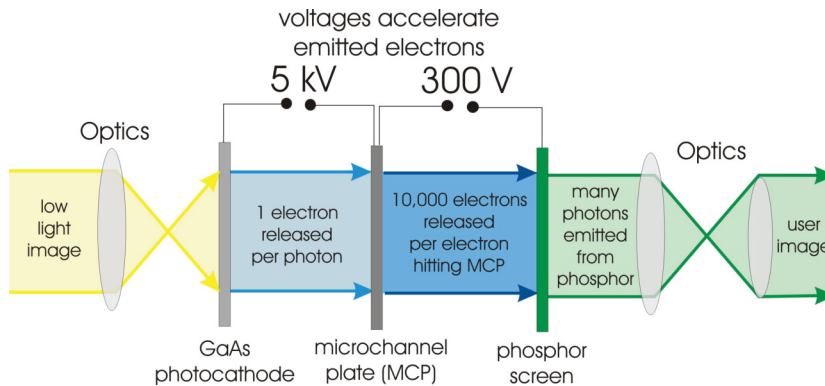 voltages accelerate
emitted electrons
5 kV
300 V
Optics
Optics
low
light
image
1 electron
released
per photon
10,000 electrons
released
per electron
hitting MCP
many
photons
emitted
from
phosphor
user
image
GaAs
photocathode
microchannel
plate (MCP)
phosphor
screen